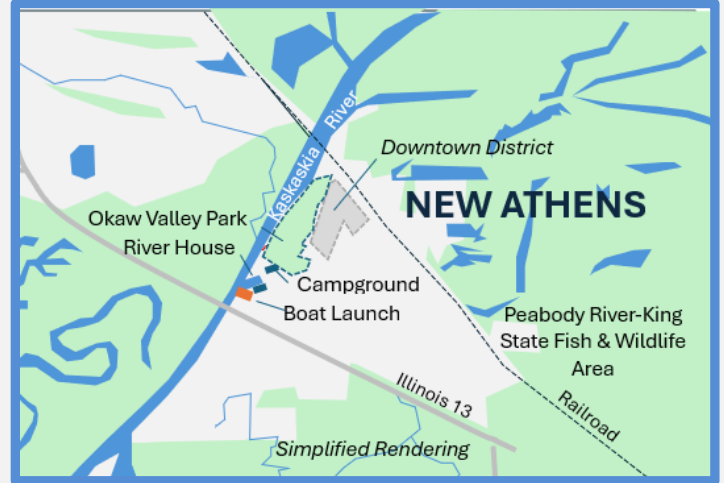 Kaskaskia River
Downtown District
NEW ATHENS
Okaw Valley Park
River House
Campground
Boat Launch
Peabody River-King
State Fish & Wildlife
Area
Illinois 13
Railroad
Simplified Rendering